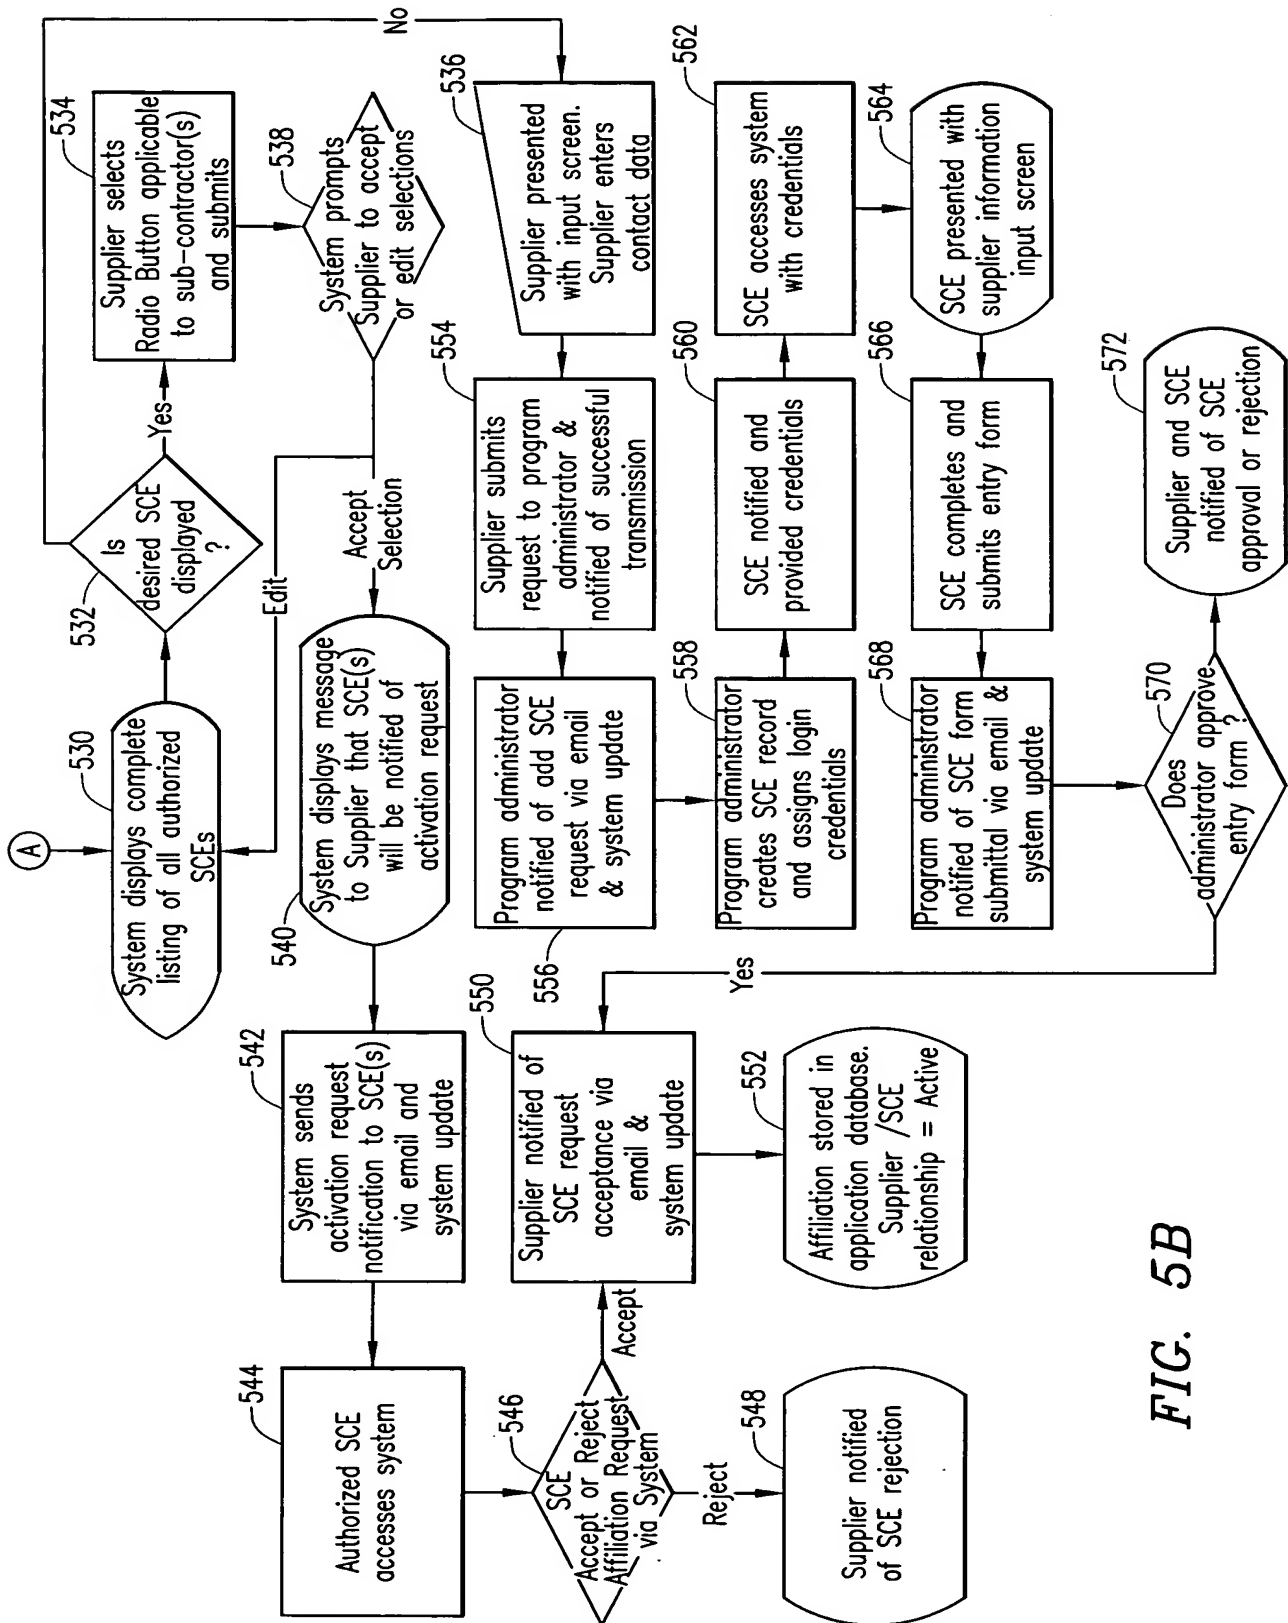 A
530
System displays complete
listing of all authorized
SCEs
532
Is
desired SCE
displayed
?
Yes
No
534
Supplier selects
Radio Button applicable
to sub-contractor(s)
and submits
538
System prompts
Supplier to accept
or edit selections
Edit
Accept
Selection
540
System displays message
to Supplier that SCE(s)
will be notified of
activation request
542
System sends
activation request
notification to SCE(s)
via email and
system update
544
Authorized SCE
accesses system
546
SCE
Accept or Reject
Affiliation Request
via System
Accept
Reject
548
Supplier notified
of SCE rejection
550
Supplier notified of
SCE request
acceptance via
email &
system update
552
Affiliation stored in
application database.
Supplier /SCE
relationship = Active
536
Supplier presented
with input screen.
Supplier enters
contact data
554
Supplier submits
request to program
administrator &
notified of successful
transmission
556
Program administrator
notified of add SCE
request via email
& system update
558
Program administrator
creates SCE record
and assigns login
credentials
560
SCE notified and
provided credentials
562
SCE accesses system
with credentials
564
SCE presented with
supplier information
input screen
566
SCE completes and
submits entry form
568
Program administrator
notified of SCE form
submittal via email &
system update
570
Does
administrator approve
entry form ?
Yes
572
Supplier and SCE
notified of SCE
approval or rejection
FIG. 5B